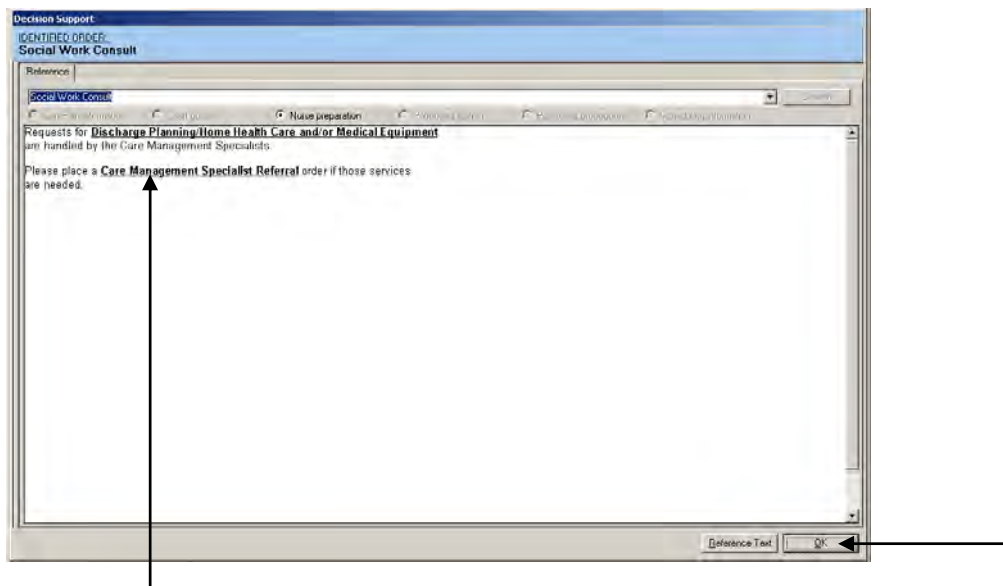 Decision Support
IDENTIFIED ORDER:
Social Work Consult
Reference
Social Work Consult
Nurse preparation
Requests for Discharge Planning/Home Health Care and/or Medical Equipment
are handled by the Care Management Specialists.
Please place a Care Management Specialist Referral order if those services
are needed.
Reference Text OK